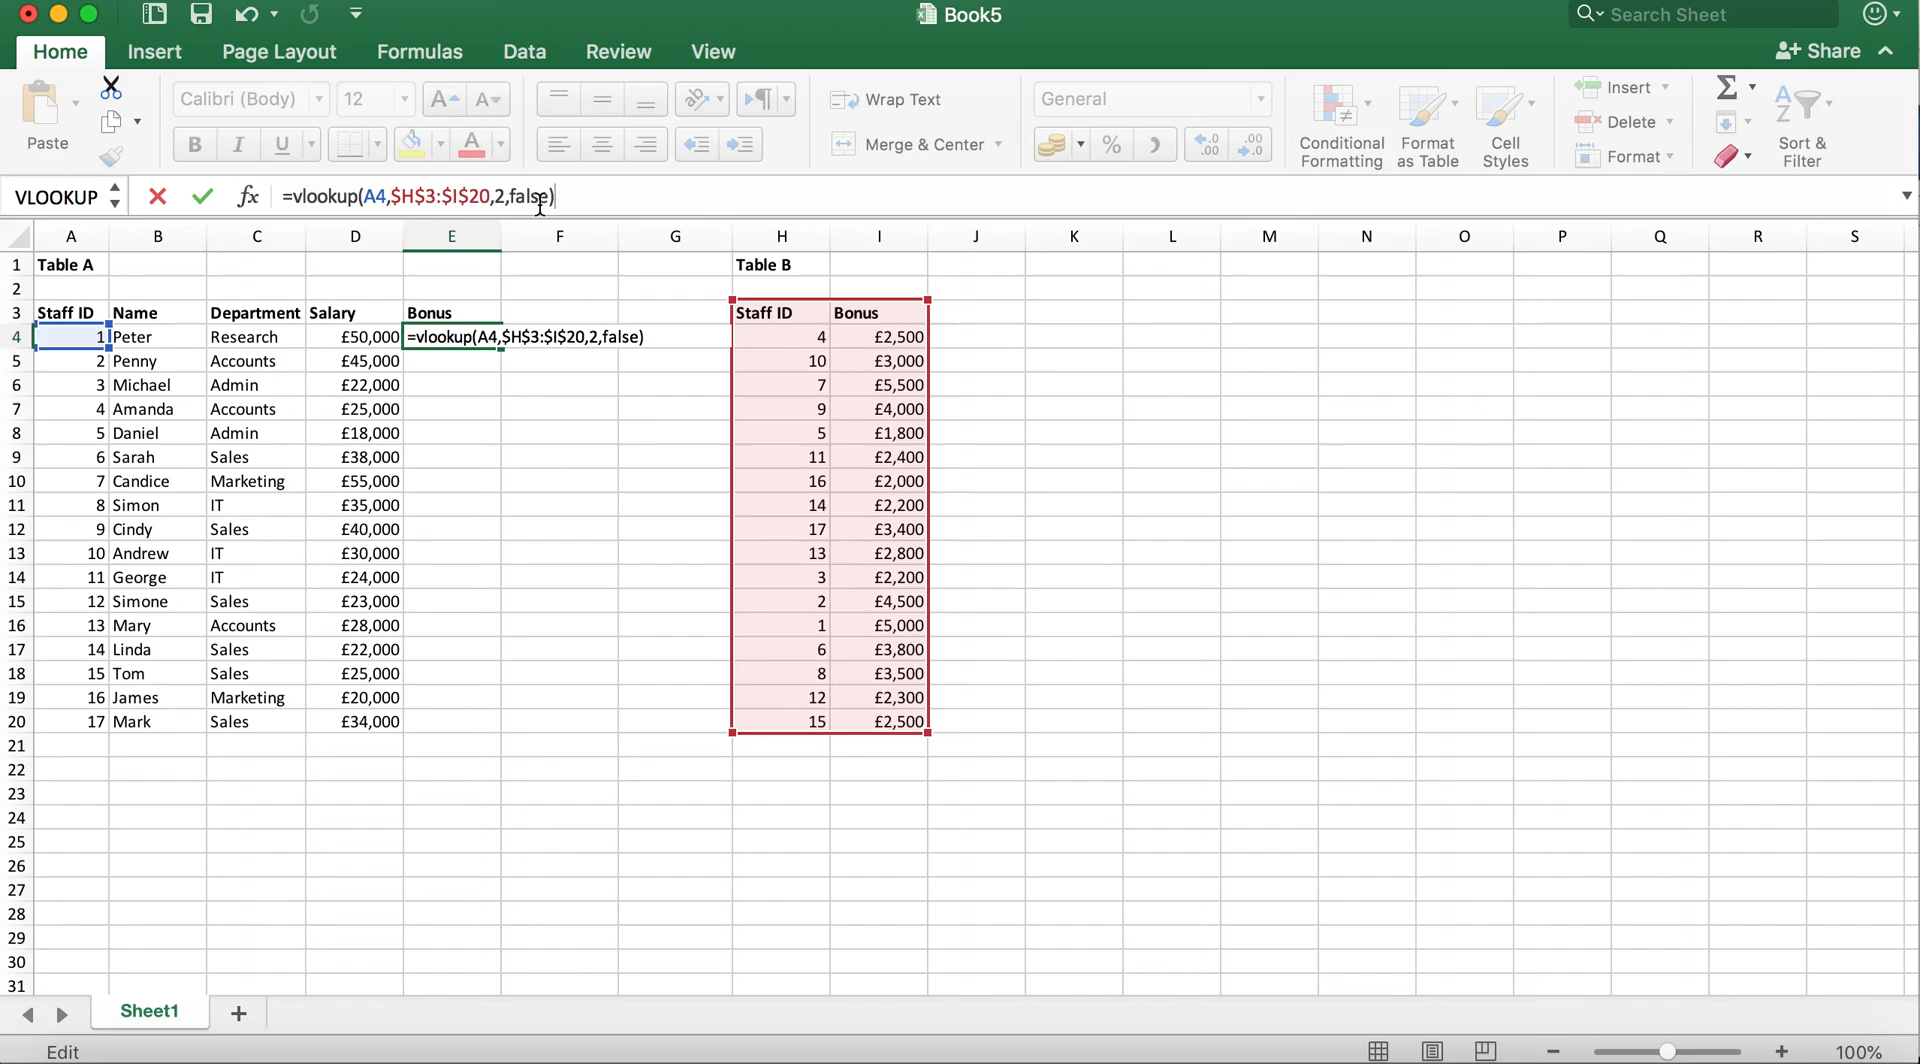 Book5
Search Sheet
Home Insert Page Layout Formulas Data Review View Share
Paste
Calibri (Body) 12 A A
B I U A
Wrap Text
Merge & Center
General
% .0 .00 .00 .0
Conditional Formatting
Format as Table
Cell Styles
Insert
Delete
Format
Σ
A Z
Sort & Filter
VLOOKUP fx =vlookup(A4,$H$3:$I$20,2,false)
A B C D E F G H I J K L M N O P Q R S
1 Table A Table B
2
3 Staff ID Name Department Salary Bonus Staff ID Bonus
4 1 Peter Research £50,000 =vlookup(A4,$H$3:$I$20,2,false) 4 £2,500
5 2 Penny Accounts £45,000 10 £3,000
6 3 Michael Admin £22,000 7 £5,500
7 4 Amanda Accounts £25,000 9 £4,000
8 5 Daniel Admin £18,000 5 £1,800
9 6 Sarah Sales £38,000 11 £2,400
10 7 Candice Marketing £55,000 16 £2,000
11 8 Simon IT £35,000 14 £2,200
12 9 Cindy Sales £40,000 17 £3,400
13 10 Andrew IT £30,000 13 £2,800
14 11 George IT £24,000 3 £2,200
15 12 Simone Sales £23,000 2 £4,500
16 13 Mary Accounts £28,000 1 £5,000
17 14 Linda Sales £22,000 6 £3,800
18 15 Tom Sales £25,000 8 £3,500
19 16 James Marketing £20,000 12 £2,300
20 17 Mark Sales £34,000 15 £2,500
21
22
23
24
25
26
27
28
29
30
31
Sheet1
Edit 100%